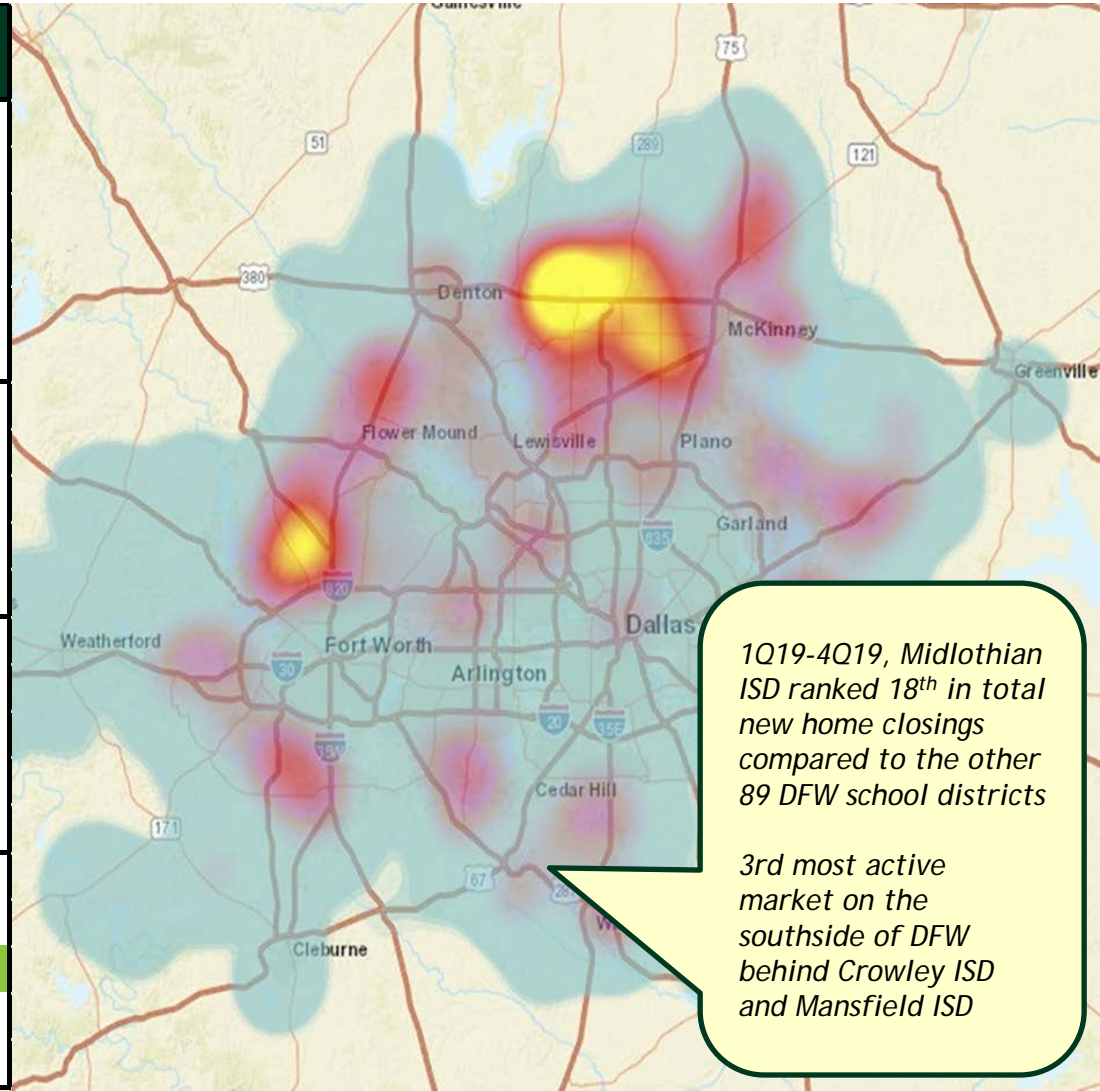 Gainesville
75
51
289
121
380
Denton
McKinney
Greenville
Flower Mound
Lewisville
Plano
Garland
635
820
Dallas
Weatherford
Fort Worth
30
Arlington
20
35E
35W
Cedar Hill
171
67
287
Cleburne
1Q19-4Q19, Midlothian
ISD ranked 18th in total
new home closings
compared to the other
89 DFW school districts
3rd most active
market on the
southside of DFW
behind Crowley ISD
and Mansfield ISD